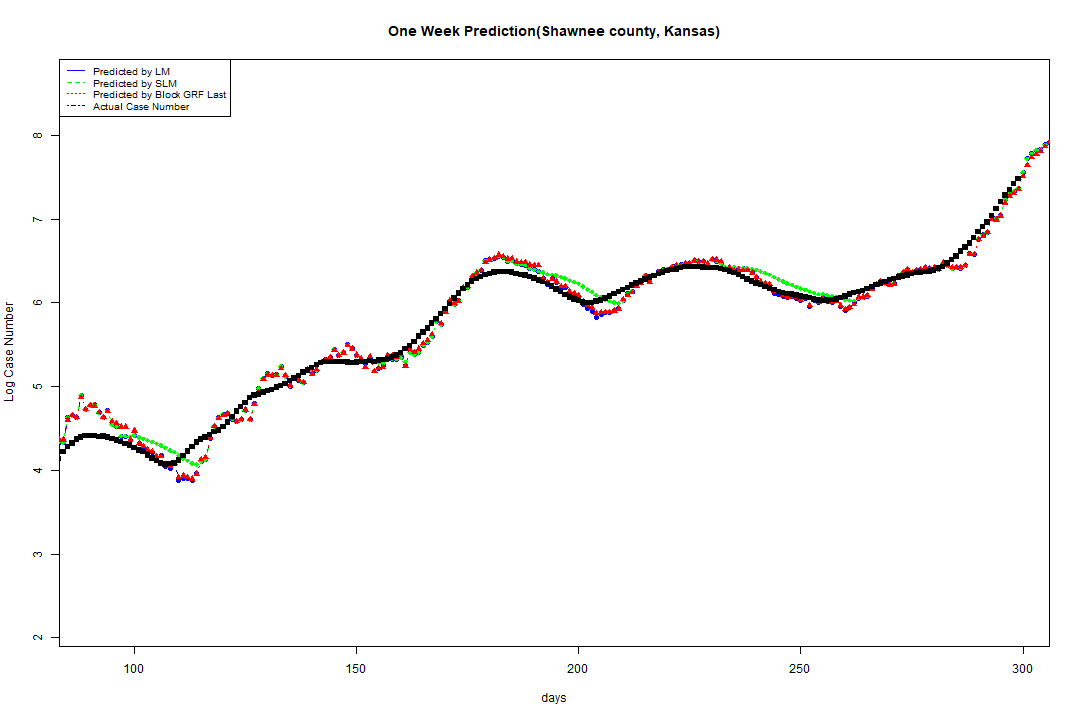 One Week Prediction(Shawnee county, Kansas)
Predicted by LM
Predicted by SLM
Predicted by Block GRF Last
Actual Case Number
8
7
6
5
4
3
2
Log Case Number
100 150 200 250 300
days